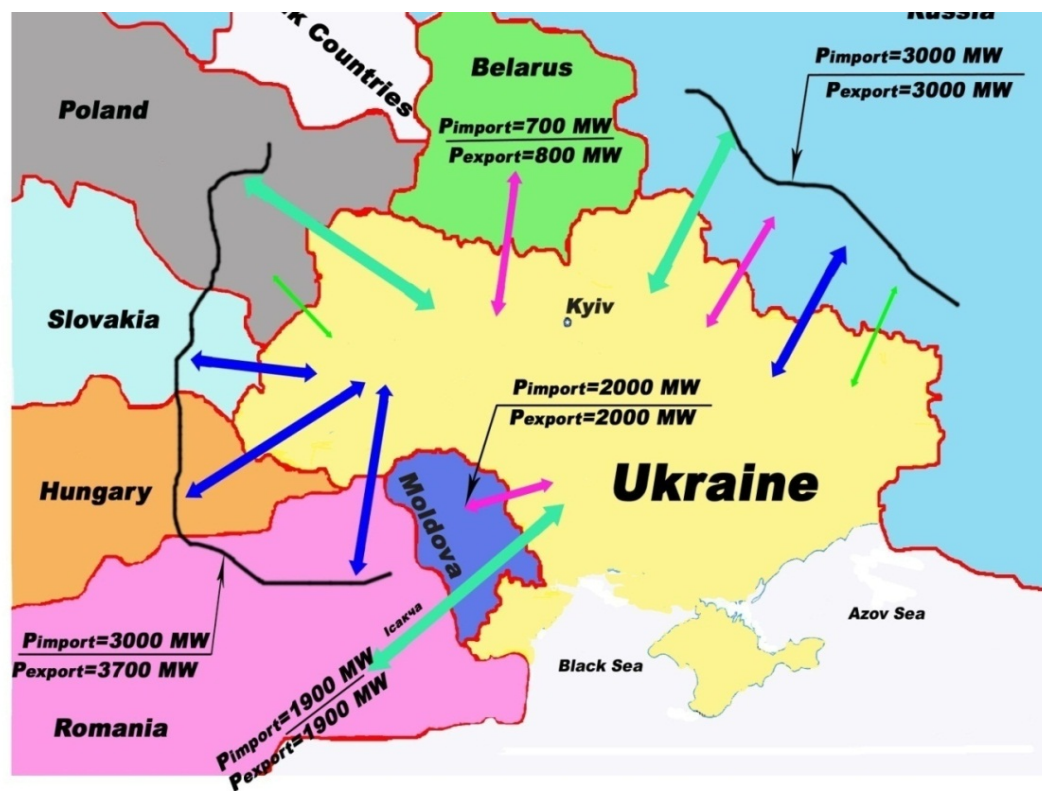 Russia
Pimport=3000 MW
Pexport=3000 MW
Countries
Belarus
Poland
Pimport=700 MW
Pexport=800 MW
Slovakia
Kyiv
Pimport=2000 MW
Pexport=2000 MW
Ukraine
Hungary
Moldova
Ісакча
Azov Sea
Black Sea
Pimport=3000 MW
Pexport=3700 MW
Pimport=1900 MW
Pexport=1900 MW
Romania